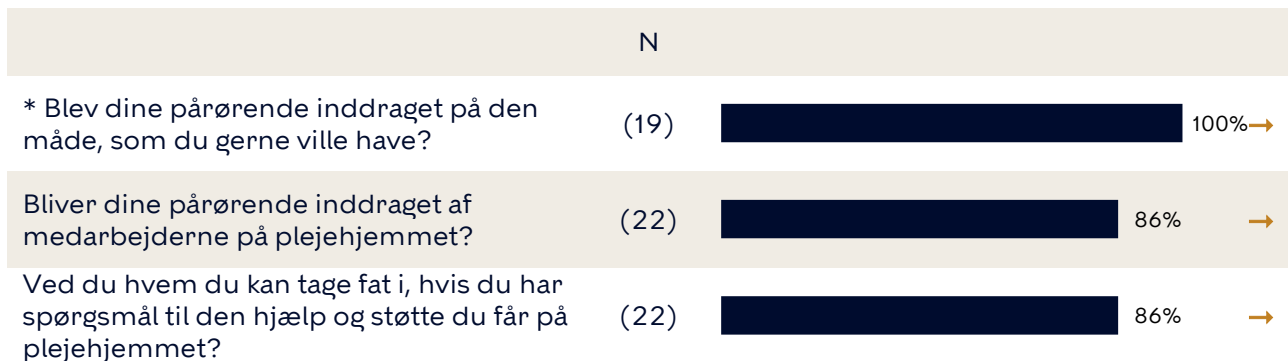 N
* Blev dine pårørende inddraget på den
måde, som du gerne ville have?
(19)
100%→
Bliver dine pårørende inddraget af
medarbejderne på plejehjemmet?
(22)
86%
→
Ved du hvem du kan tage fat i, hvis du har
spørgsmål til den hjælp og støtte du får på
plejehjemmet?
(22)
86%
→